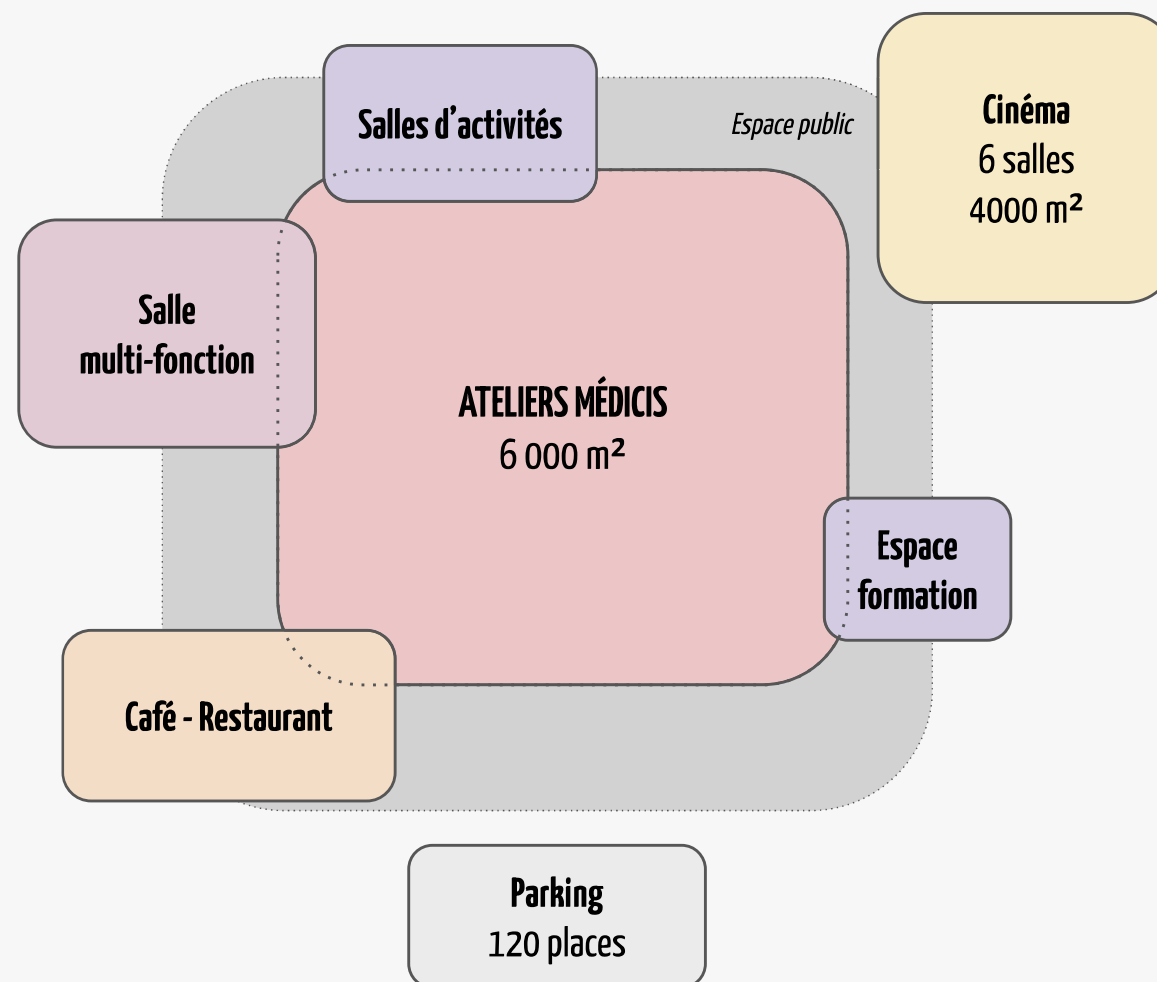 Salles d'activités
Espace public
Cinéma
6 salles
4000 m²
Salle
multi-fonction
ATELIERS MÉDICIS
6 000 m²
Espace
formation
Café - Restaurant
Parking
120 places